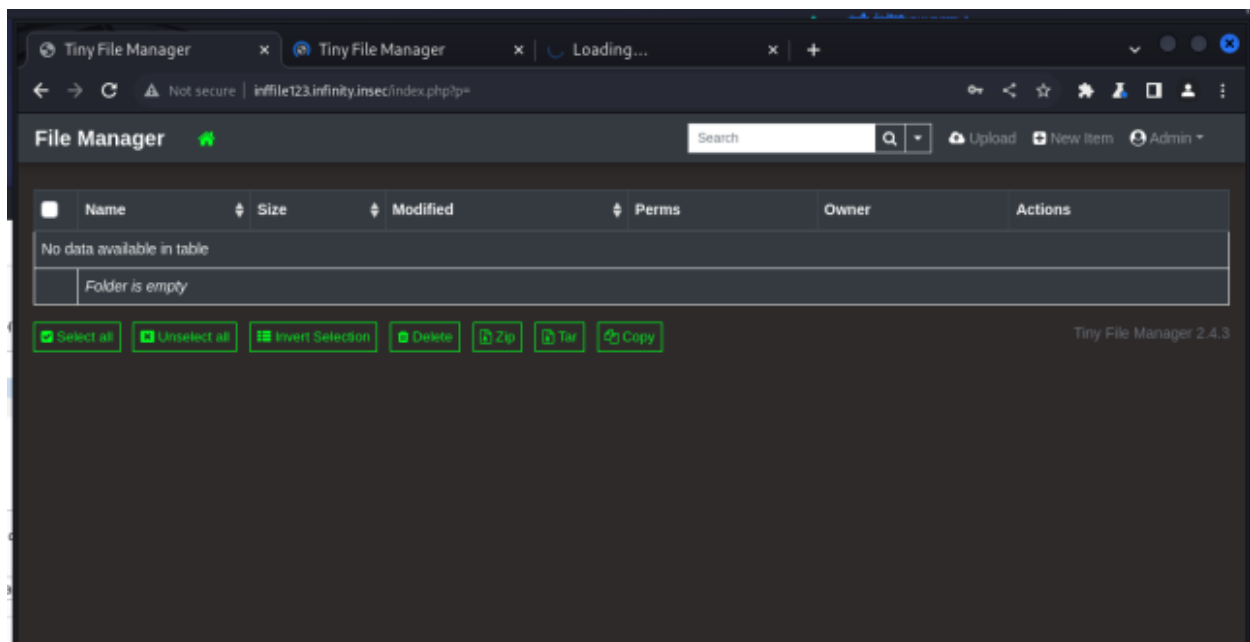 Tiny File Manager
Tiny File Manager
Loading...
Not secure | inffile123.infinity.insec/index.php?p=
File Manager
Search
Upload
New Item
Admin
Name Size Modified Perms Owner Actions
No data available in table
Folder is empty
Select all Unselect all Invert Selection Delete Zip Tar Copy
Tiny File Manager 2.4.3